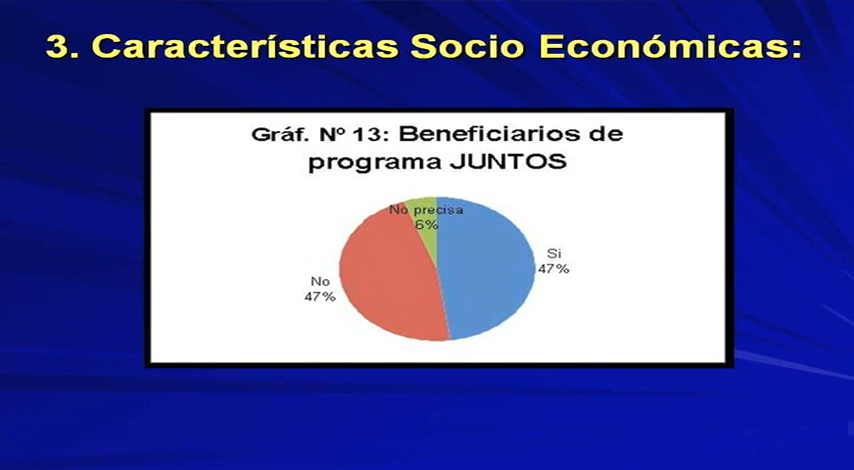 3. Características Socio Económicas:
Gráf. Nº 13: Beneficiarios de
programa JUNTOS
No precisa
6%
Si
47%
No
47%